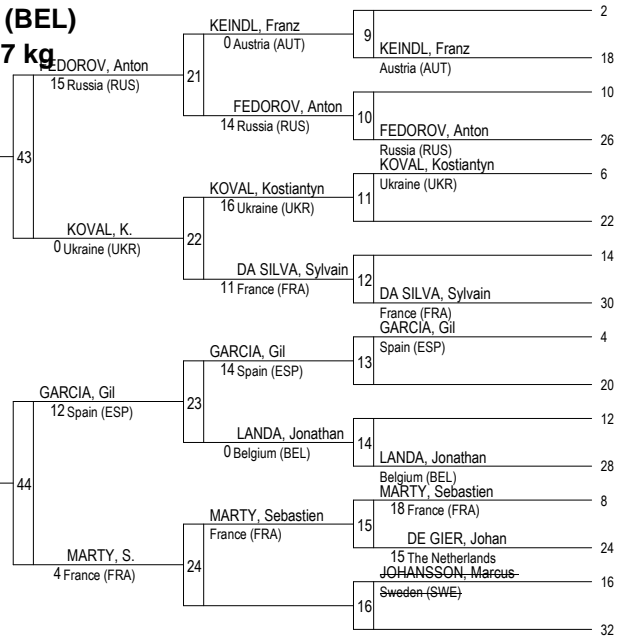 (BEL)
7 kg
2
KEINDL, Franz
0 Austria (AUT)
9
KEINDL, Franz
Austria (AUT)
18
FEDOROV, Anton
15 Russia (RUS)
21
10
FEDOROV, Anton
14 Russia (RUS)
10
FEDOROV, Anton
Russia (RUS)
26
43
KOVAL, Kostiantyn
Ukraine (UKR)
6
KOVAL, Kostiantyn
16 Ukraine (UKR)
11
22
KOVAL, K.
0 Ukraine (UKR)
22
14
DA SILVA, Sylvain
11 France (FRA)
12
DA SILVA, Sylvain
France (FRA)
30
GARCIA, Gil
Spain (ESP)
4
GARCIA, Gil
14 Spain (ESP)
13
20
GARCIA, Gil
12 Spain (ESP)
23
12
LANDA, Jonathan
0 Belgium (BEL)
14
LANDA, Jonathan
Belgium (BEL)
28
44
MARTY, Sebastien
18 France (FRA)
8
MARTY, Sebastien
France (FRA)
15
DE GIER, Johan
15 The Netherlands
24
MARTY, S.
4 France (FRA)
24
JOHANSSON, Marcus
Sweden (SWE)
16
16
32